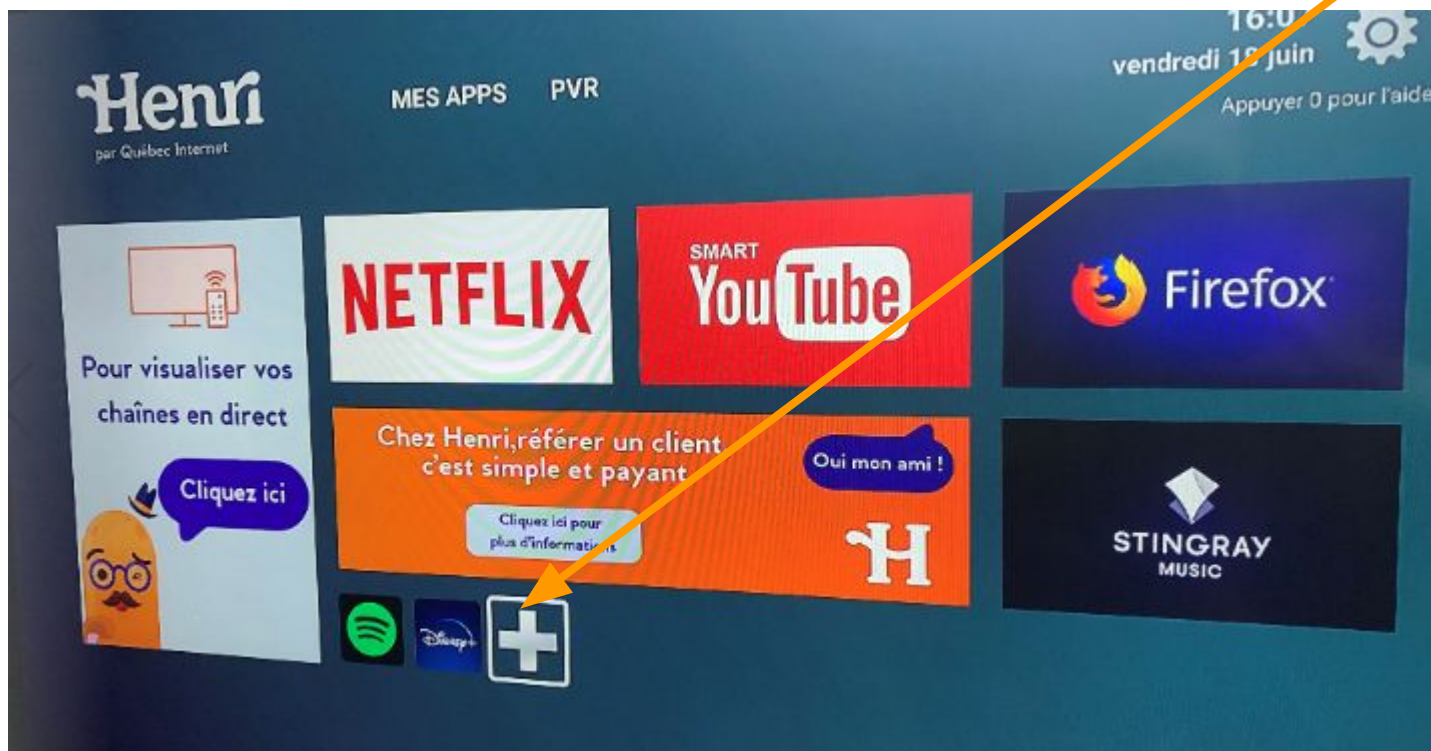 Henri
par Québec Internet
MES APPS
PVR
vendredi 18 juin
Appuyer 0 pour l'aide
Pour visualiser vos
chaînes en direct
Cliquez ici
NETFLIX
SMART
YouTube
Firefox
Chez Henri,référer un client
c'est simple et payant
Cliquez ici pour
plus d'informations
Oui mon ami !
H
STINGRAY
MUSIC
Disney+